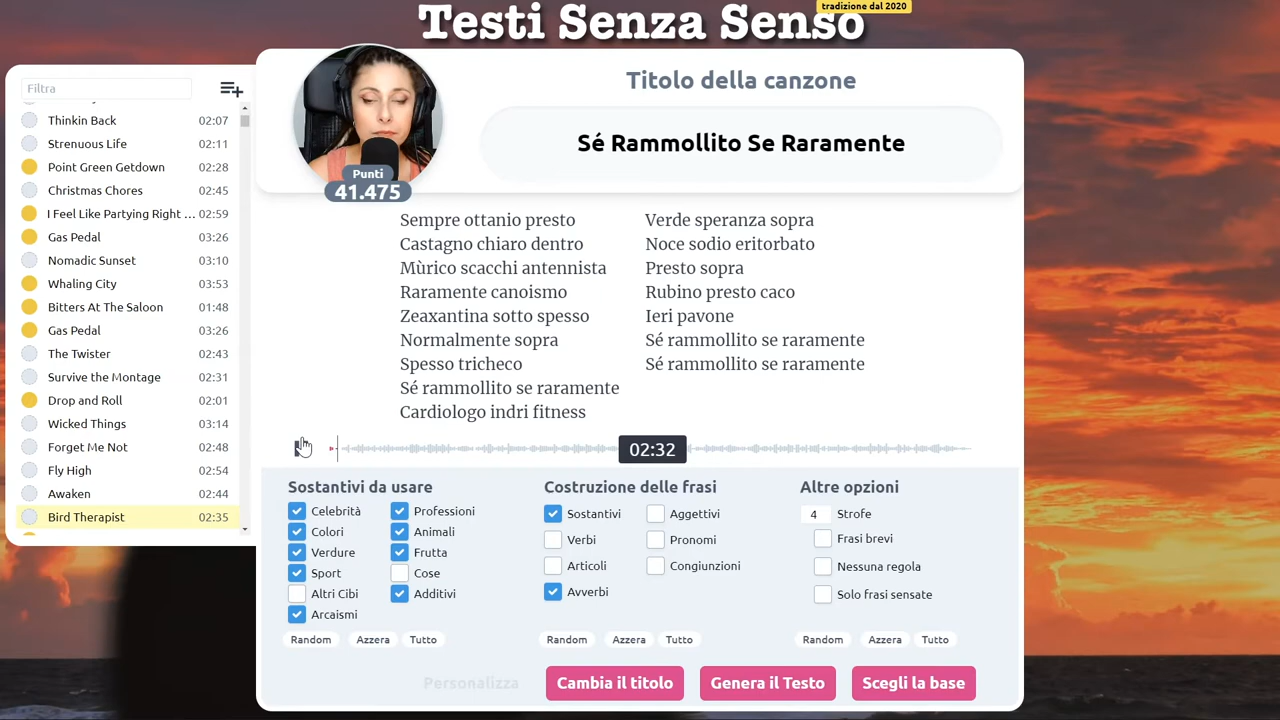 tradizione dal 2020
Testi Senza Senso
Filtra
Thinkin Back 02:07
Strenuous Life 02:11
Point Green Getdown 02:28
Christmas Chores 02:45
I Feel Like Partying Right ... 02:59
Gas Pedal 03:26
Nomadic Sunset 03:10
Whaling City 03:53
Bitters At The Saloon 01:48
Gas Pedal 03:26
The Twister 02:43
Survive the Montage 02:31
Drop and Roll 02:01
Wicked Things 03:14
Forget Me Not 02:48
Fly High 02:54
Awaken 02:44
Bird Therapist 02:35
Punti
41.475
Titolo della canzone
Sé Rammollito Se Raramente
Sempre ottanio presto
Castagno chiaro dentro
Mùrico scacchi antennista
Raramente canoismo
Zeaxantina sotto spesso
Normalmente sopra
Spesso tricheco
Sé rammollito se raramente
Cardiologo indri fitness
Verde speranza sopra
Noce sodio eritorbato
Presto sopra
Rubino presto caco
Ieri pavone
Sé rammollito se raramente
Sé rammollito se raramente
02:32
Sostantivi da usare
Celebrità Professioni
Colori Animali
Verdure Frutta
Sport Cose
Altri Cibi Additivi
Arcaismi
Random Azzera Tutto
Costruzione delle frasi
Sostantivi Aggettivi
Verbi Pronomi
Articoli Congiunzioni
Avverbi
Random Azzera Tutto
Altre opzioni
4 Strofe
Frasi brevi
Nessuna regola
Solo frasi sensate
Random Azzera Tutto
Personalizza
Cambia il titolo
Genera il Testo
Scegli la base